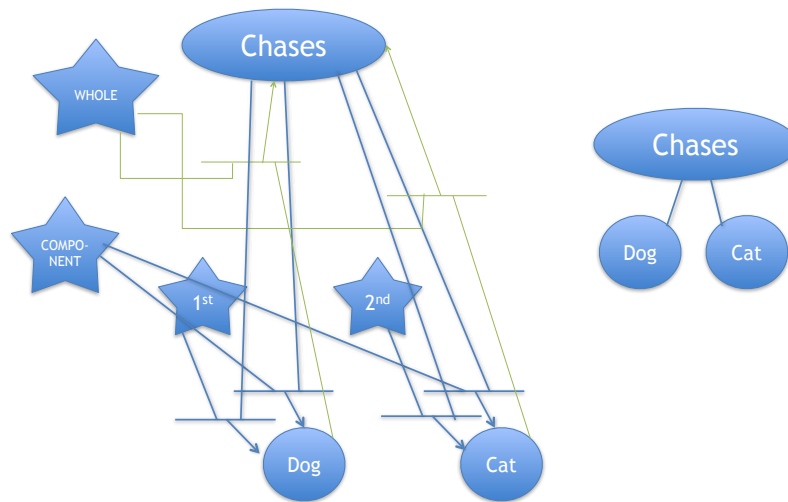 Chases
WHOLE
COMPO-
NENT
1st
2nd
Dog
Cat
Chases
Dog
Cat